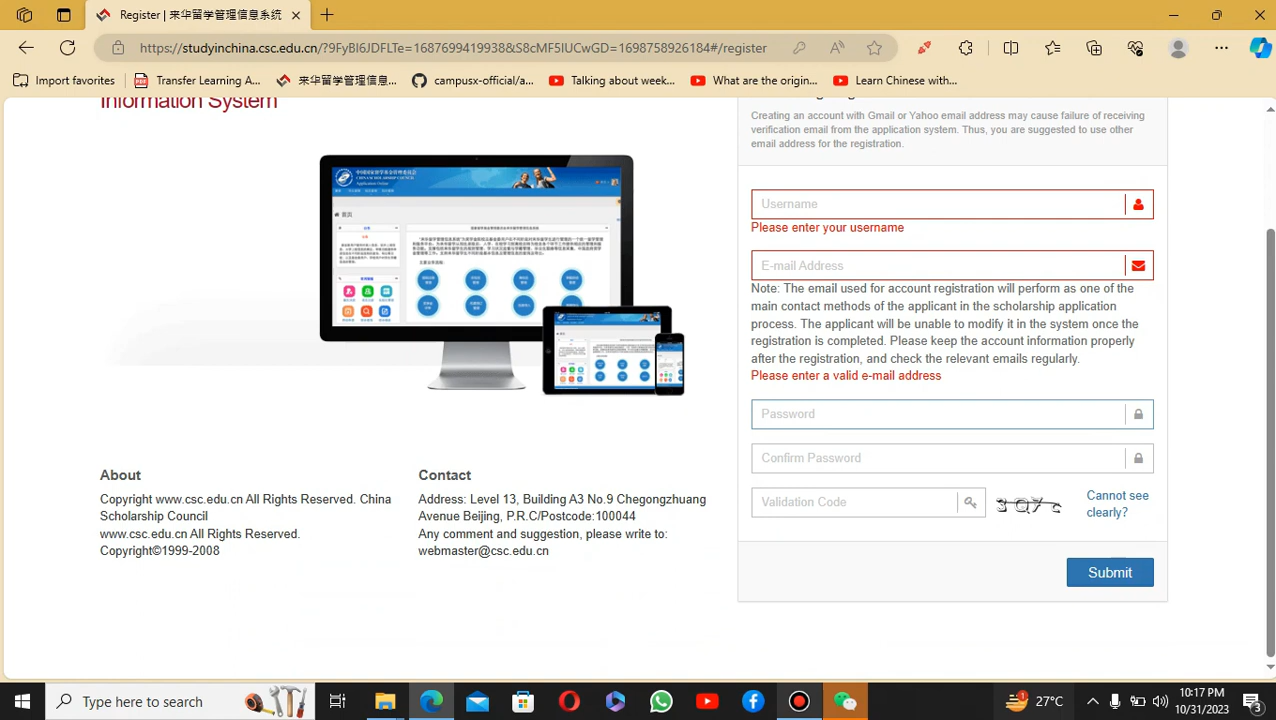 Register | 来华留学管理信息系统
https://studyinchina.csc.edu.cn/?9FyBl6JDFLTe=1687699419938&S8cMF5IUCwGD=1698758926184#/register
Import favorites
Transfer Learning A...
来华留学管理信息...
campusx-official/a...
Talking about week...
What are the origin...
Learn Chinese with...
Information System
Creating an account with Gmail or Yahoo email address may cause failure of receiving
verification email from the application system. Thus, you are suggested to use other
email address for the registration.
Username
Please enter your username
E-mail Address
Note: The email used for account registration will perform as one of the
main contact methods of the applicant in the scholarship application
process. The applicant will be unable to modify it in the system once the
registration is completed. Please keep the account information properly
after the registration, and check the relevant emails regularly.
Please enter a valid e-mail address
Password
Confirm Password
Validation Code
Cannot see
clearly?
Submit
About
Copyright www.csc.edu.cn All Rights Reserved. China
Scholarship Council
www.csc.edu.cn All Rights Reserved.
Copyright©1999-2008
Contact
Address: Level 13, Building A3 No.9 Chegongzhuang
Avenue Beijing, P.R.C/Postcode:100044
Any comment and suggestion, please write to:
webmaster@csc.edu.cn
Type here to search
1
27°C
10:17 PM
10/31/2023
3